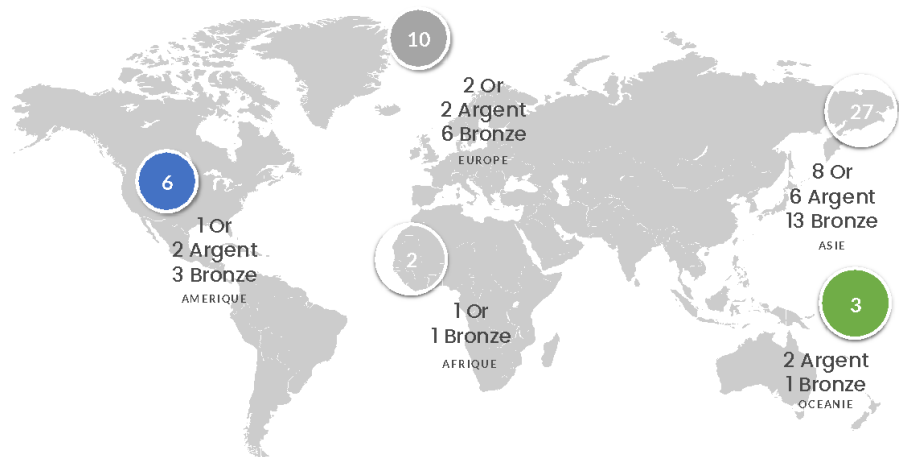 10
2 Or
2 Argent
6 Bronze
EUROPE
27
8 Or
6 Argent
13 Bronze
ASIE
6
1 Or
2 Argent
3 Bronze
AMERIQUE
2
1 Or
1 Bronze
AFRIQUE
3
2 Argent
1 Bronze
OCEANIE